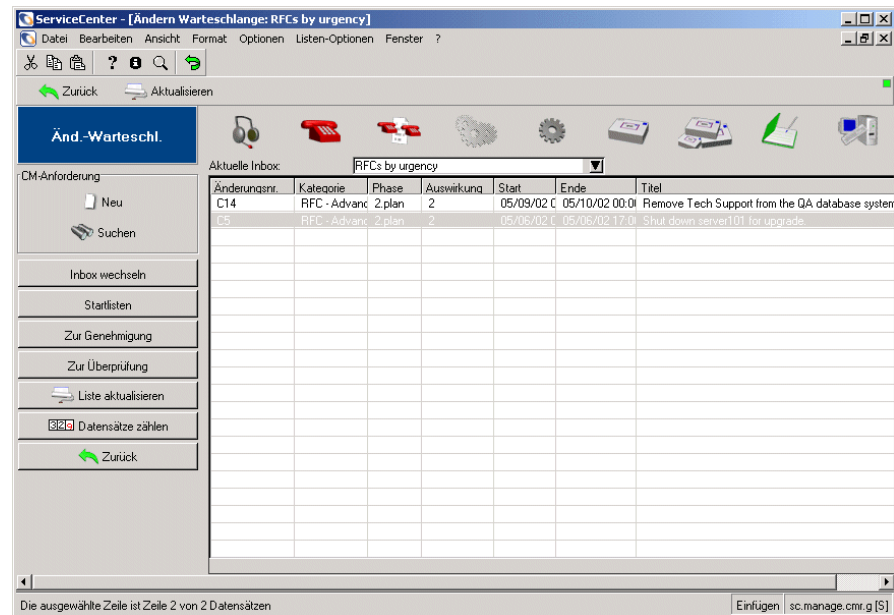 ServiceCenter - [Ändern Warteschlange: RFCs by urgency]
Datei Bearbeiten Ansicht Format Optionen Listen-Optionen Fenster ?
Zurück Aktualisieren
Änd.-Warteschl.
Aktuelle Inbox: RFCs by urgency
CM-Anforderung
Neu
Suchen
Inbox wechseln
Startlisten
Zur Genehmigung
Zur Überprüfung
Liste aktualisieren
Datensätze zählen
Zurück
Änderungsnr. Kategorie Phase Auswirkung Start Ende Titel
C14 RFC - Advanc 2.plan 2 05/09/02 0 05/10/02 00:00 Remove Tech Support from the QA database system
C5 RFC - Advanc 2.plan 2 05/06/02 0 05/06/02 17:00 Shut down server101 for upgrade.
Die ausgewählte Zeile ist Zeile 2 von 2 Datensätzen
Einfügen sc.manage.cmr.g [S]